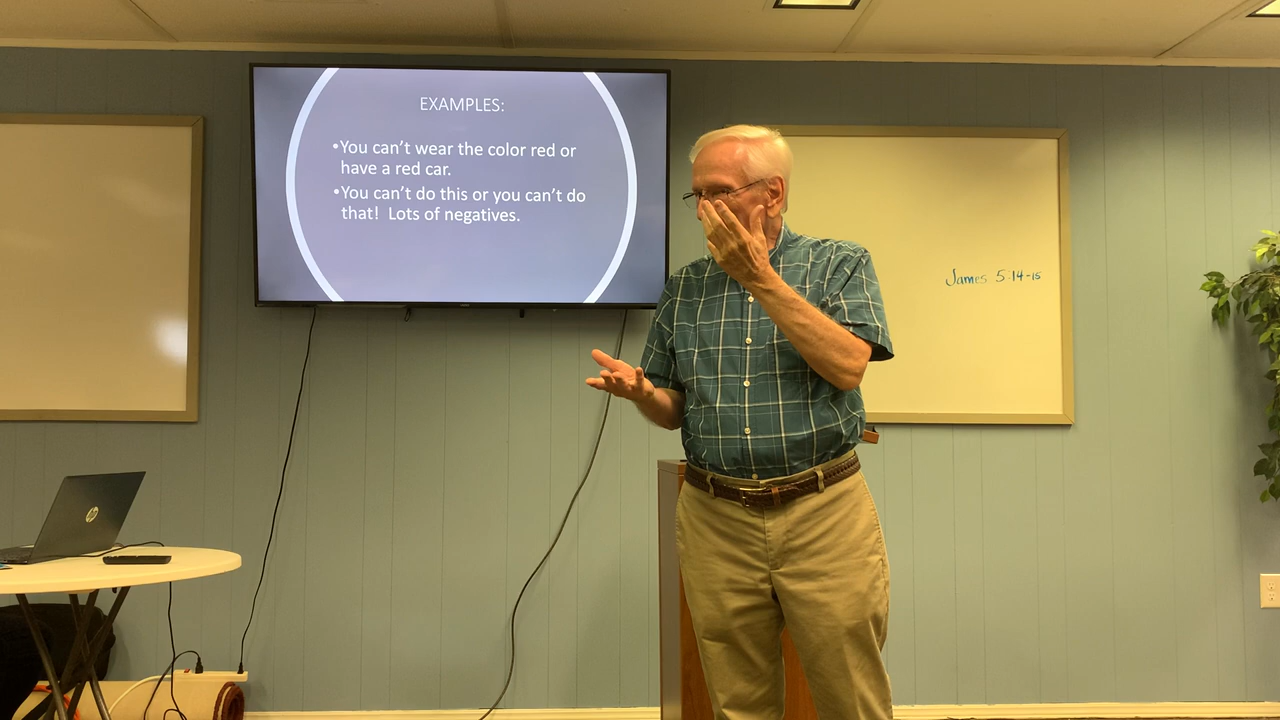 EXAMPLES:
•You can't wear the color red or
have a red car.
•You can't do this or you can't do
that! Lots of negatives.
James 5:14-15
hp